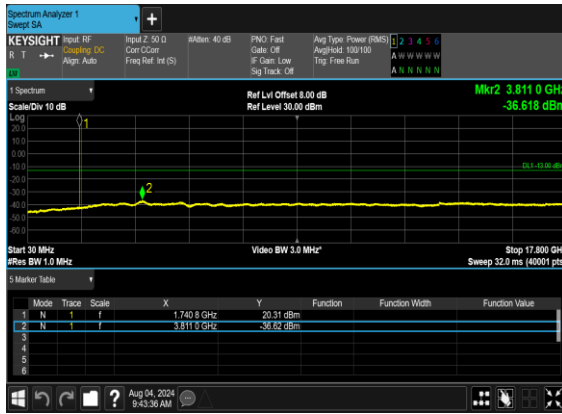 Spectrum Analyzer 1
Swept SA
+
KEYSIGHT Input: RF Input Z: 50 Ω #Atten: 40 dB PNO: Fast Avg Type: Power (RMS) 1 2 3 4 5 6
R T Coupling: DC Corr CCorr Gate: Off Avg|Hold: 100/100 A W W W W W
Align: Auto Freq Ref: Int (S) IF Gain: Low Trig: Free Run
LXI Sig Track: Off A N N N N N
1 Spectrum
Ref Lvl Offset 8.00 dB Mkr2 3.811 0 GHz
Scale/Div 10 dB Ref Level 30.00 dBm -36.618 dBm
Log
20.0 1
10.0
0.00
-10.0 DL1 -13.00 dBm
-20.0
-30.0 2
-40.0
-50.0
-60.0
Start 30 MHz Video BW 3.0 MHz* Stop 17.800 GHz
#Res BW 1.0 MHz Sweep 32.0 ms (40001 pts)
5 Marker Table
Mode Trace Scale X Y Function Function Width Function Value
1 N 1 f 1.740 8 GHz 20.31 dBm
2 N 1 f 3.811 0 GHz -36.62 dBm
3
4
5
6
? Aug 04, 2024
9:43:36 AM